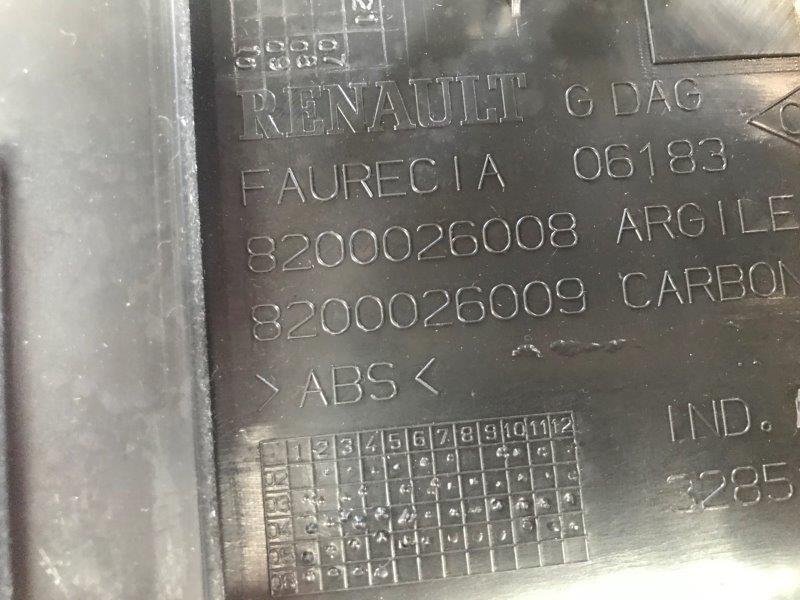 12
RENAULT G DAG
FAURECIA 06183
8200026008 ARGILE
8200026009 CARBON
>ABS<
1 2 3 4 5 6 7 8 9 10 11 12
IND.
3285